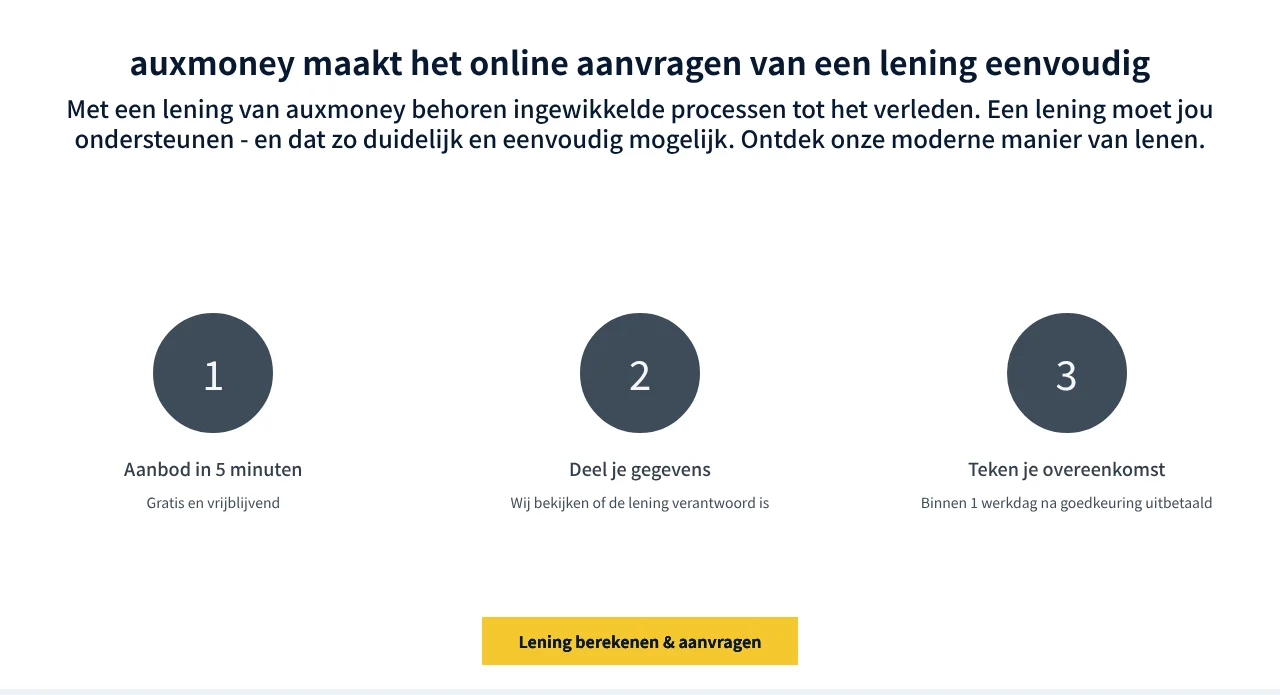 auxmoney maakt het online aanvragen van een lening eenvoudig
Met een lening van auxmoney behoren ingewikkelde processen tot het verleden. Een lening moet jou
ondersteunen - en dat zo duidelijk en eenvoudig mogelijk. Ontdek onze moderne manier van lenen.
1
2
3
Aanbod in 5 minuten
Deel je gegevens
Teken je overeenkomst
Gratis en vrijblijvend
Wij bekijken of de lening verantwoord is
Binnen 1 werkdag na goedkeuring uitbetaald
Lening berekenen & aanvragen